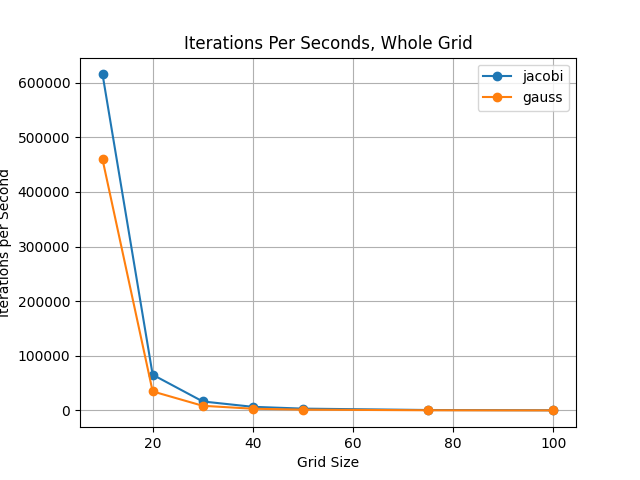 Iterations Per Seconds, Whole Grid
jacobi
gauss
Iterations per Second
600000
500000
400000
300000
200000
100000
0
20 40 60 80 100
Grid Size